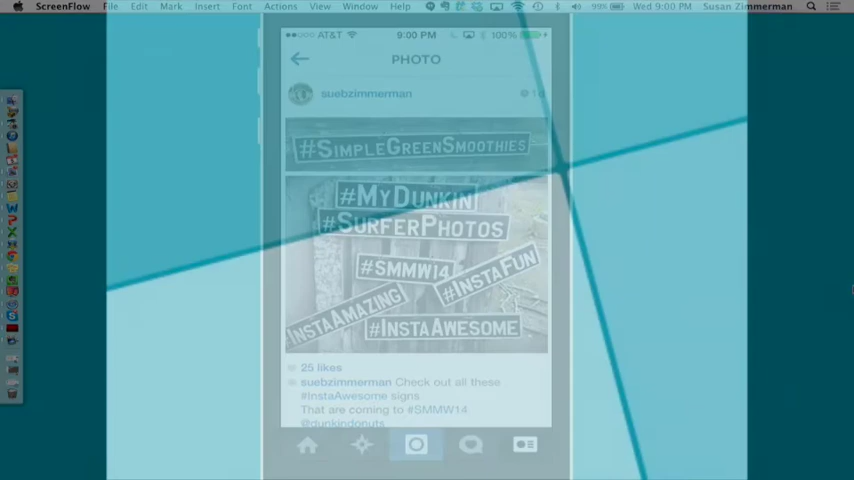 ScreenFlow File Edit Mark Insert Font Actions View Window Help 99% Wed 9:00 PM Susan Zimmerman
AT&T 9:00 PM 100%
PHOTO
suebzimmerman 1d
#SIMPLEGREENSMOOTHIES
#MYDUNKIN
#SURFERPHOTOS
#SMMW14
#INSTAFUN
INSTAAMAZING
#INSTAAWESOME
25 likes
suebzimmerman Check out all these
#InstaAwesome signs
That are coming to #SMMW14
@dunkindonuts